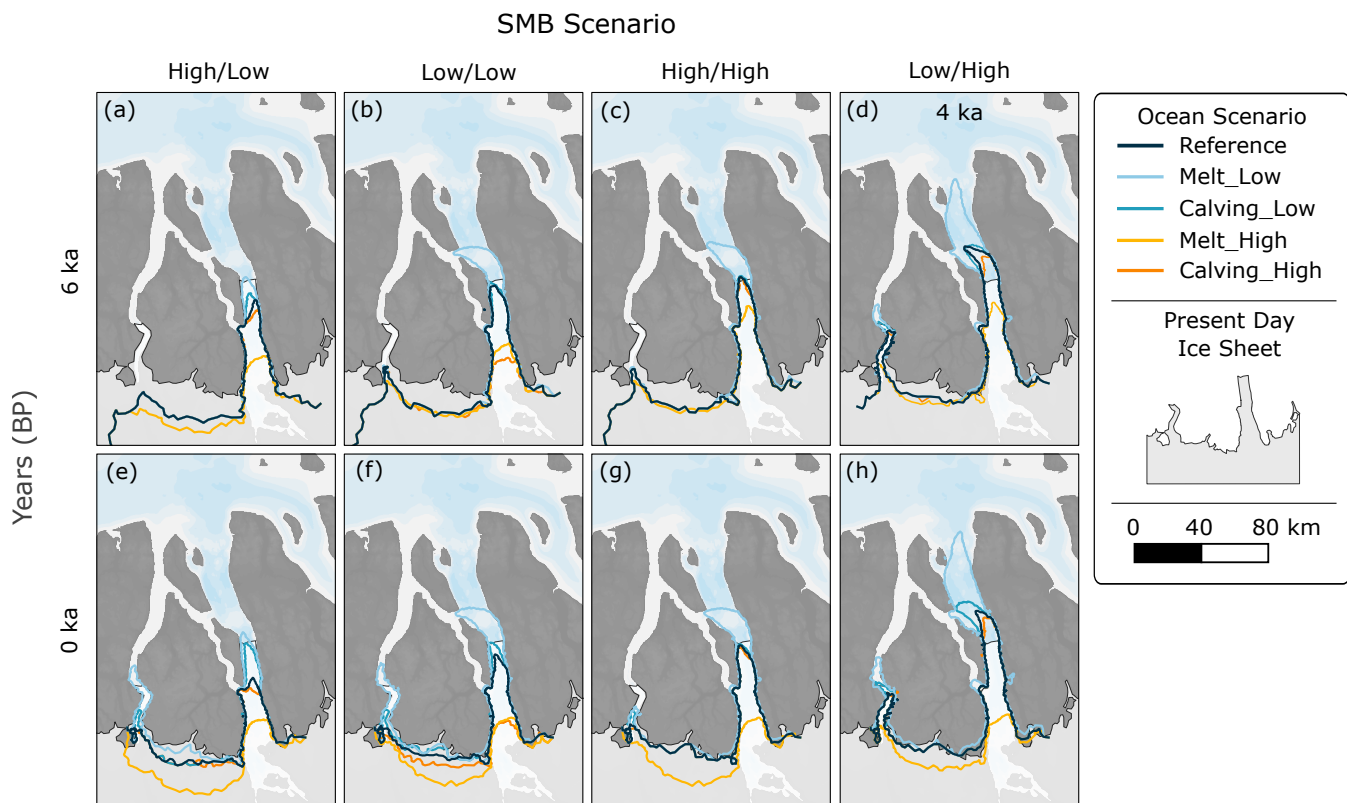 SMB Scenario
High/Low
Low/Low
High/High
Low/High
Years (BP)
6 ka
(a)
(b)
(c)
(d)
4 ka
0 ka
(e)
(f)
(g)
(h)
Ocean Scenario
Reference
Melt_Low
Calving_Low
Melt_High
Calving_High
Present Day
Ice Sheet
0 40 80 km